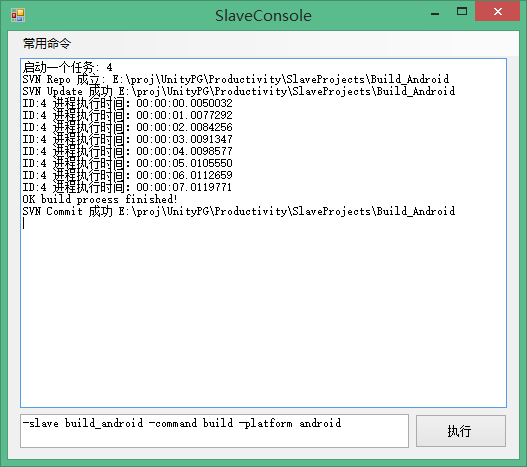 SlaveConsole
常用命令
启动一个任务: 4
SVN Repo 成立: E:\proj\UnityPG\Productivity\SlaveProjects\Build_Android
SVN Update 成功 E:\proj\UnityPG\Productivity\SlaveProjects\Build_Android
ID:4 进程执行时间: 00:00:00.0050032
ID:4 进程执行时间: 00:00:01.0077292
ID:4 进程执行时间: 00:00:02.0084256
ID:4 进程执行时间: 00:00:03.0091347
ID:4 进程执行时间: 00:00:04.0098577
ID:4 进程执行时间: 00:00:05.0105550
ID:4 进程执行时间: 00:00:06.0112659
ID:4 进程执行时间: 00:00:07.0119771
OK build process finished!
SVN Commit 成功 E:\proj\UnityPG\Productivity\SlaveProjects\Build_Android
-slave build_android -command build -platform android
执行